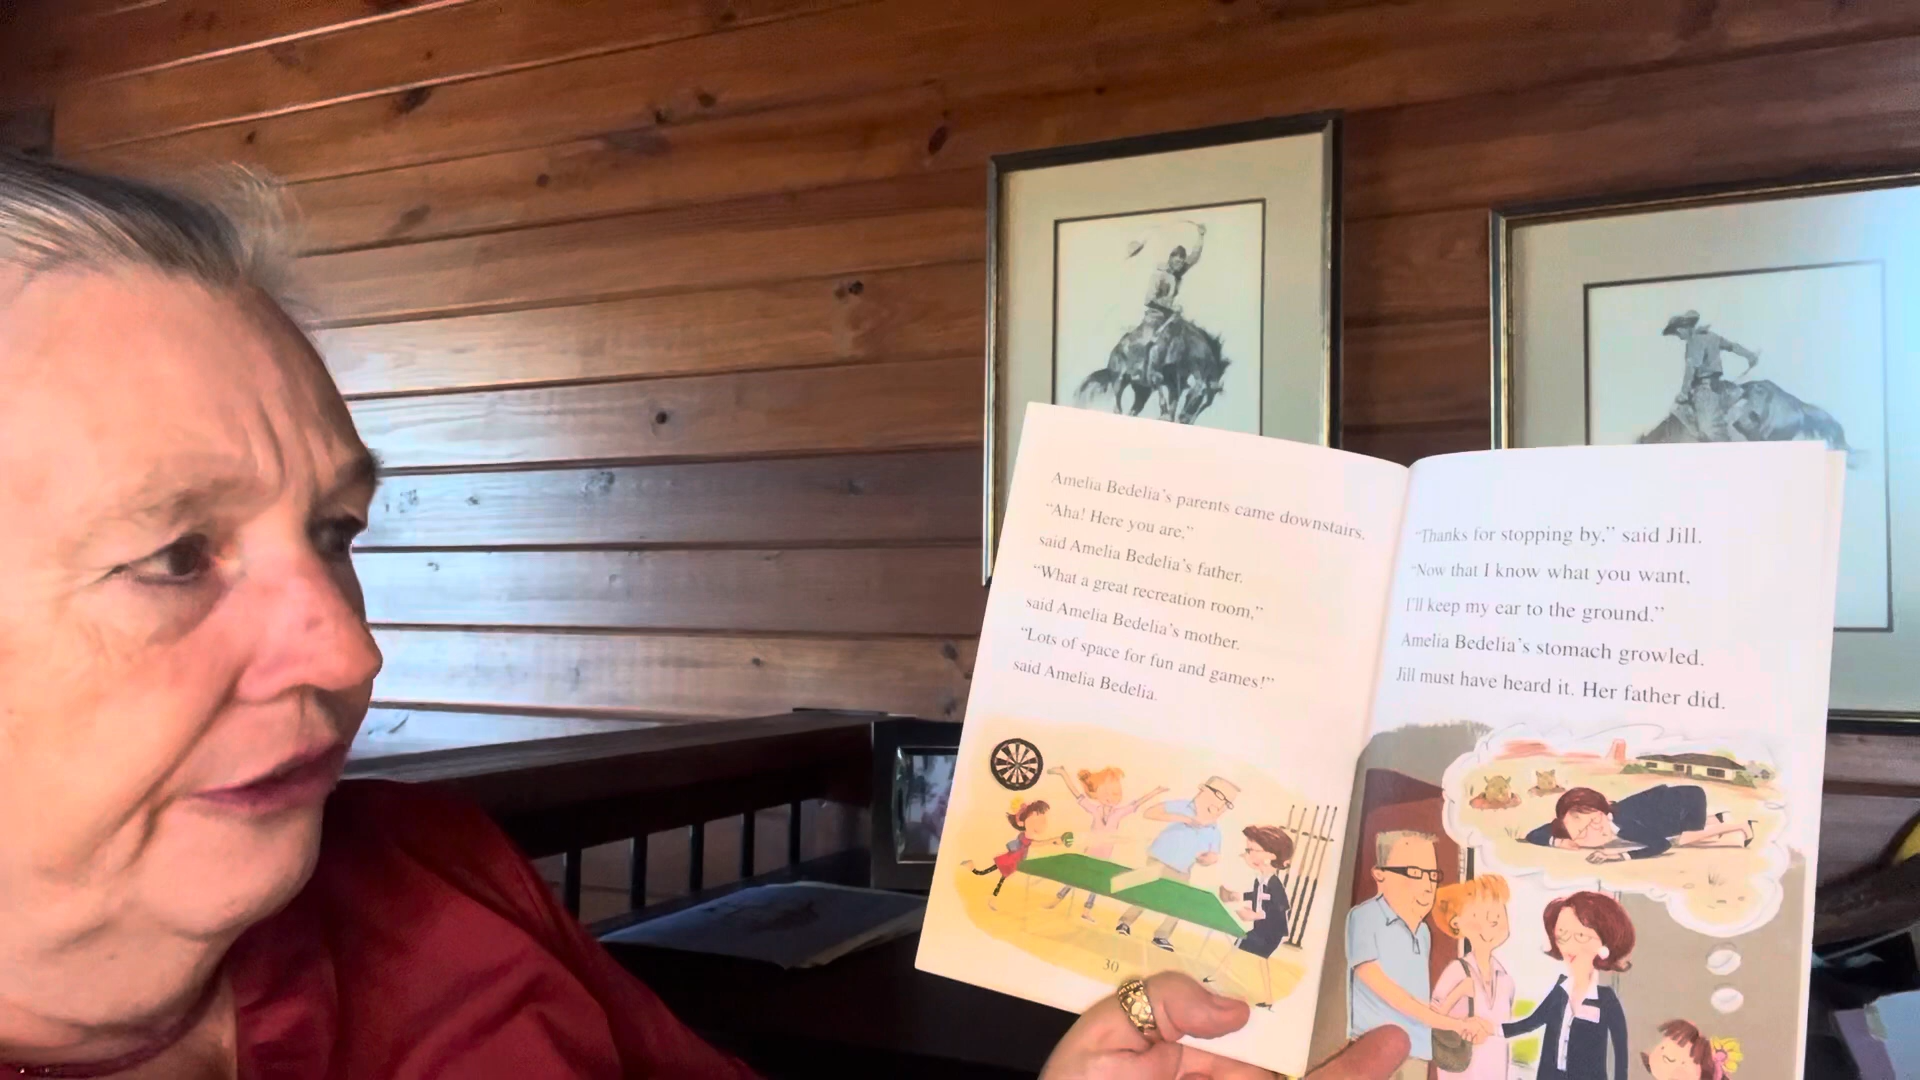 Amelia Bedelia's parents came downstairs.
"Aha! Here you are,"
said Amelia Bedelia's father.
"What a great recreation room,"
said Amelia Bedelia's mother.
"Lots of space for fun and games!"
said Amelia Bedelia.
30
"Thanks for stopping by," said Jill.
"Now that I know what you want,
I'll keep my ear to the ground."
Amelia Bedelia's stomach growled.
Jill must have heard it. Her father did.